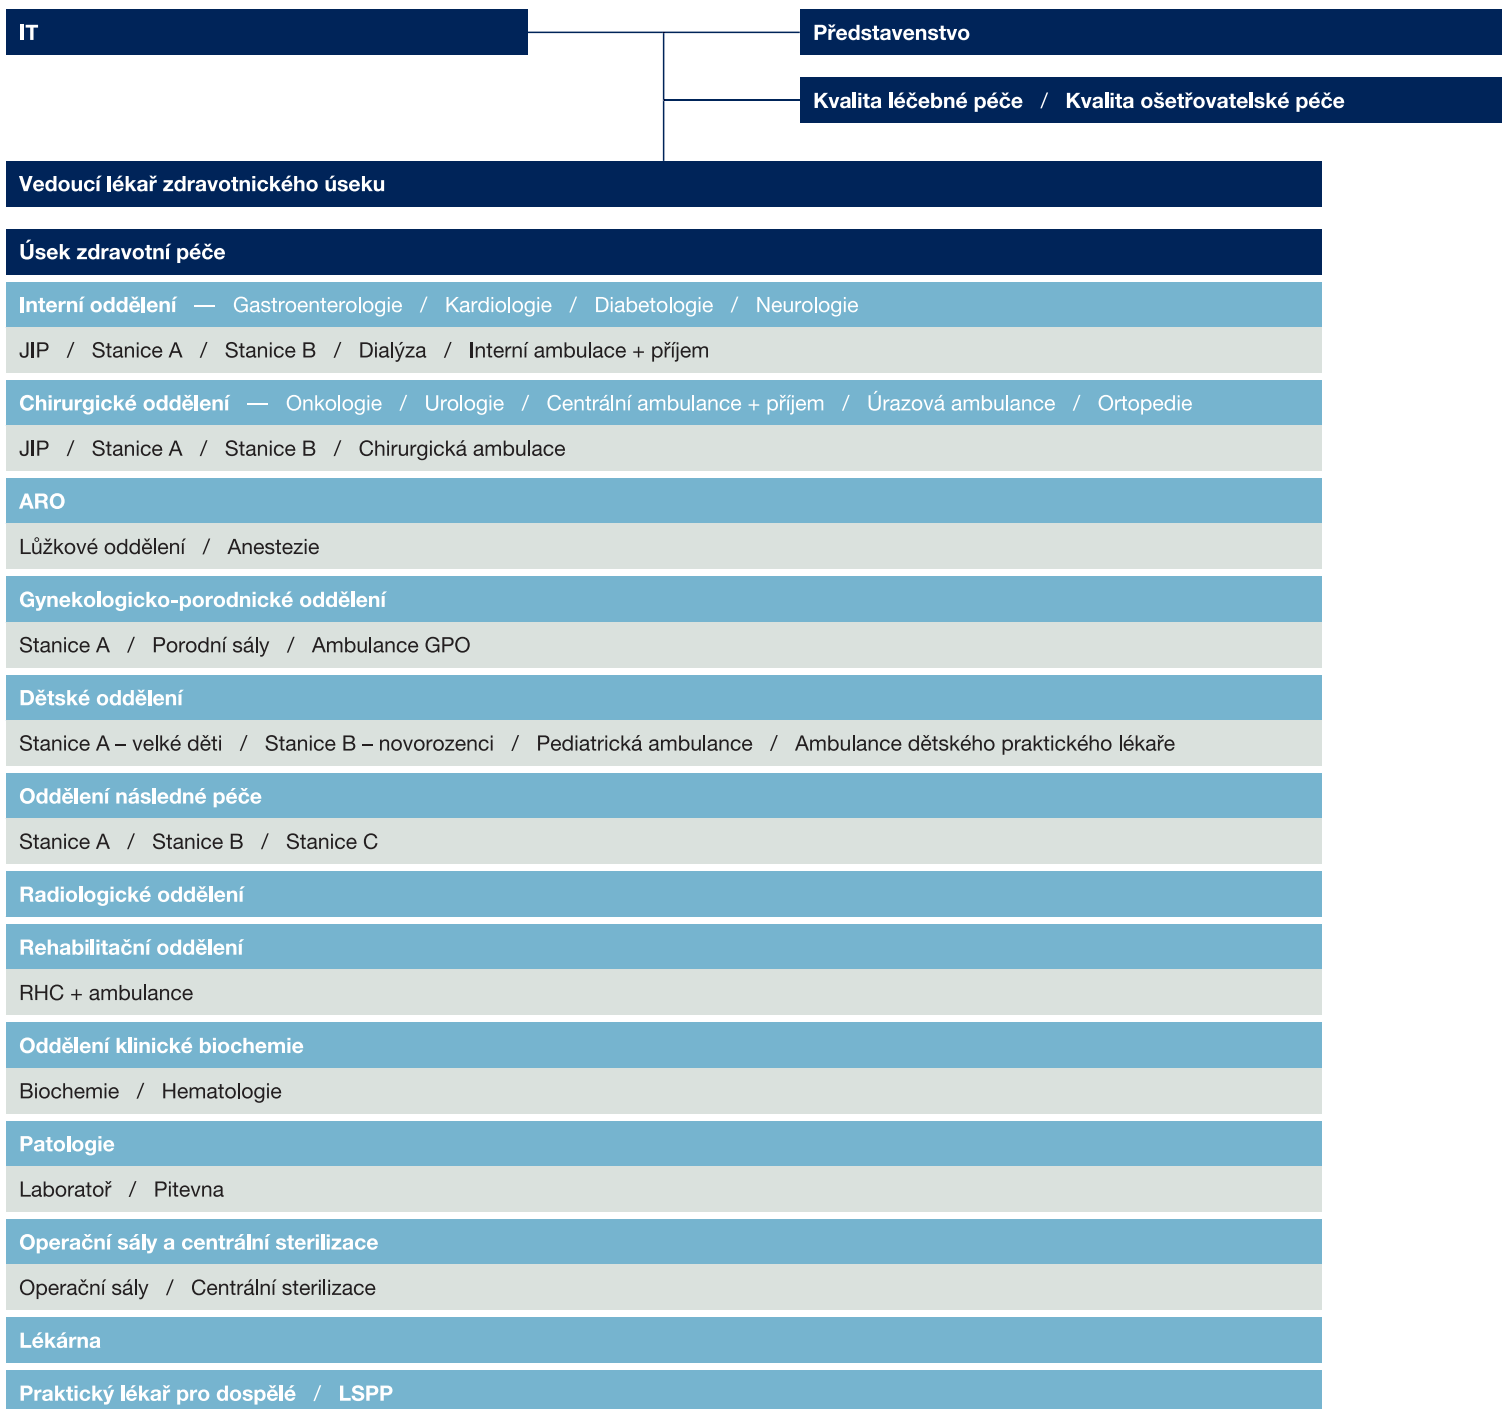 IT
Představenstvo
Kvalita léčebné péče / Kvalita ošetřovatelské péče
Vedoucí lékař zdravotnického úseku
Úsek zdravotní péče
Interní oddělení — Gastroenterologie / Kardiologie / Diabetologie / Neurologie
JIP / Stanice A / Stanice B / Dialýza / Interní ambulace + příjem
Chirurgické oddělení — Onkologie / Urologie / Centrální ambulance + příjem / Úrazová ambulance / Ortopedie
JIP / Stanice A / Stanice B / Chirurgická ambulace
ARO
Lůžkové oddělení / Anestezie
Gynekologicko-porodnické oddělení
Stanice A / Porodní sály / Ambulance GPO
Dětské oddělení
Stanice A – velké děti / Stanice B – novorozenci / Pediatrická ambulance / Ambulance dětského praktického lékaře
Oddělení následné péče
Stanice A / Stanice B / Stanice C
Radiologické oddělení
Rehabilitační oddělení
RHC + ambulance
Oddělení klinické biochemie
Biochemie / Hematologie
Patologie
Laboratoř / Pitevna
Operační sály a centrální sterilizace
Operační sály / Centrální sterilizace
Lékárna
Praktický lékař pro dospělé / LSPP